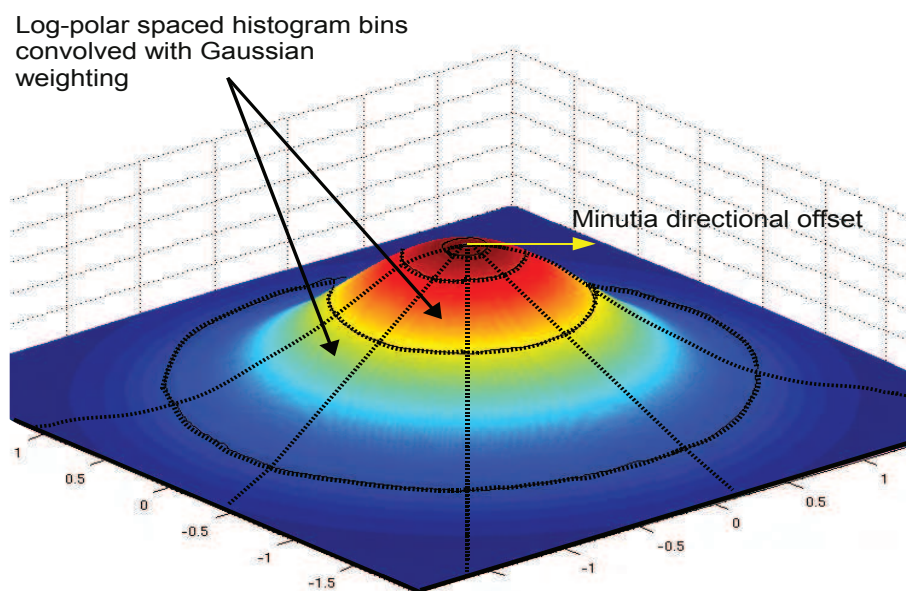 Log-polar spaced histogram bins
convolved with Gaussian
weighting
Minutia directional offset
1
0.5
0
-0.5
-1
-1.5
-1
-0.5
0
0.5
1